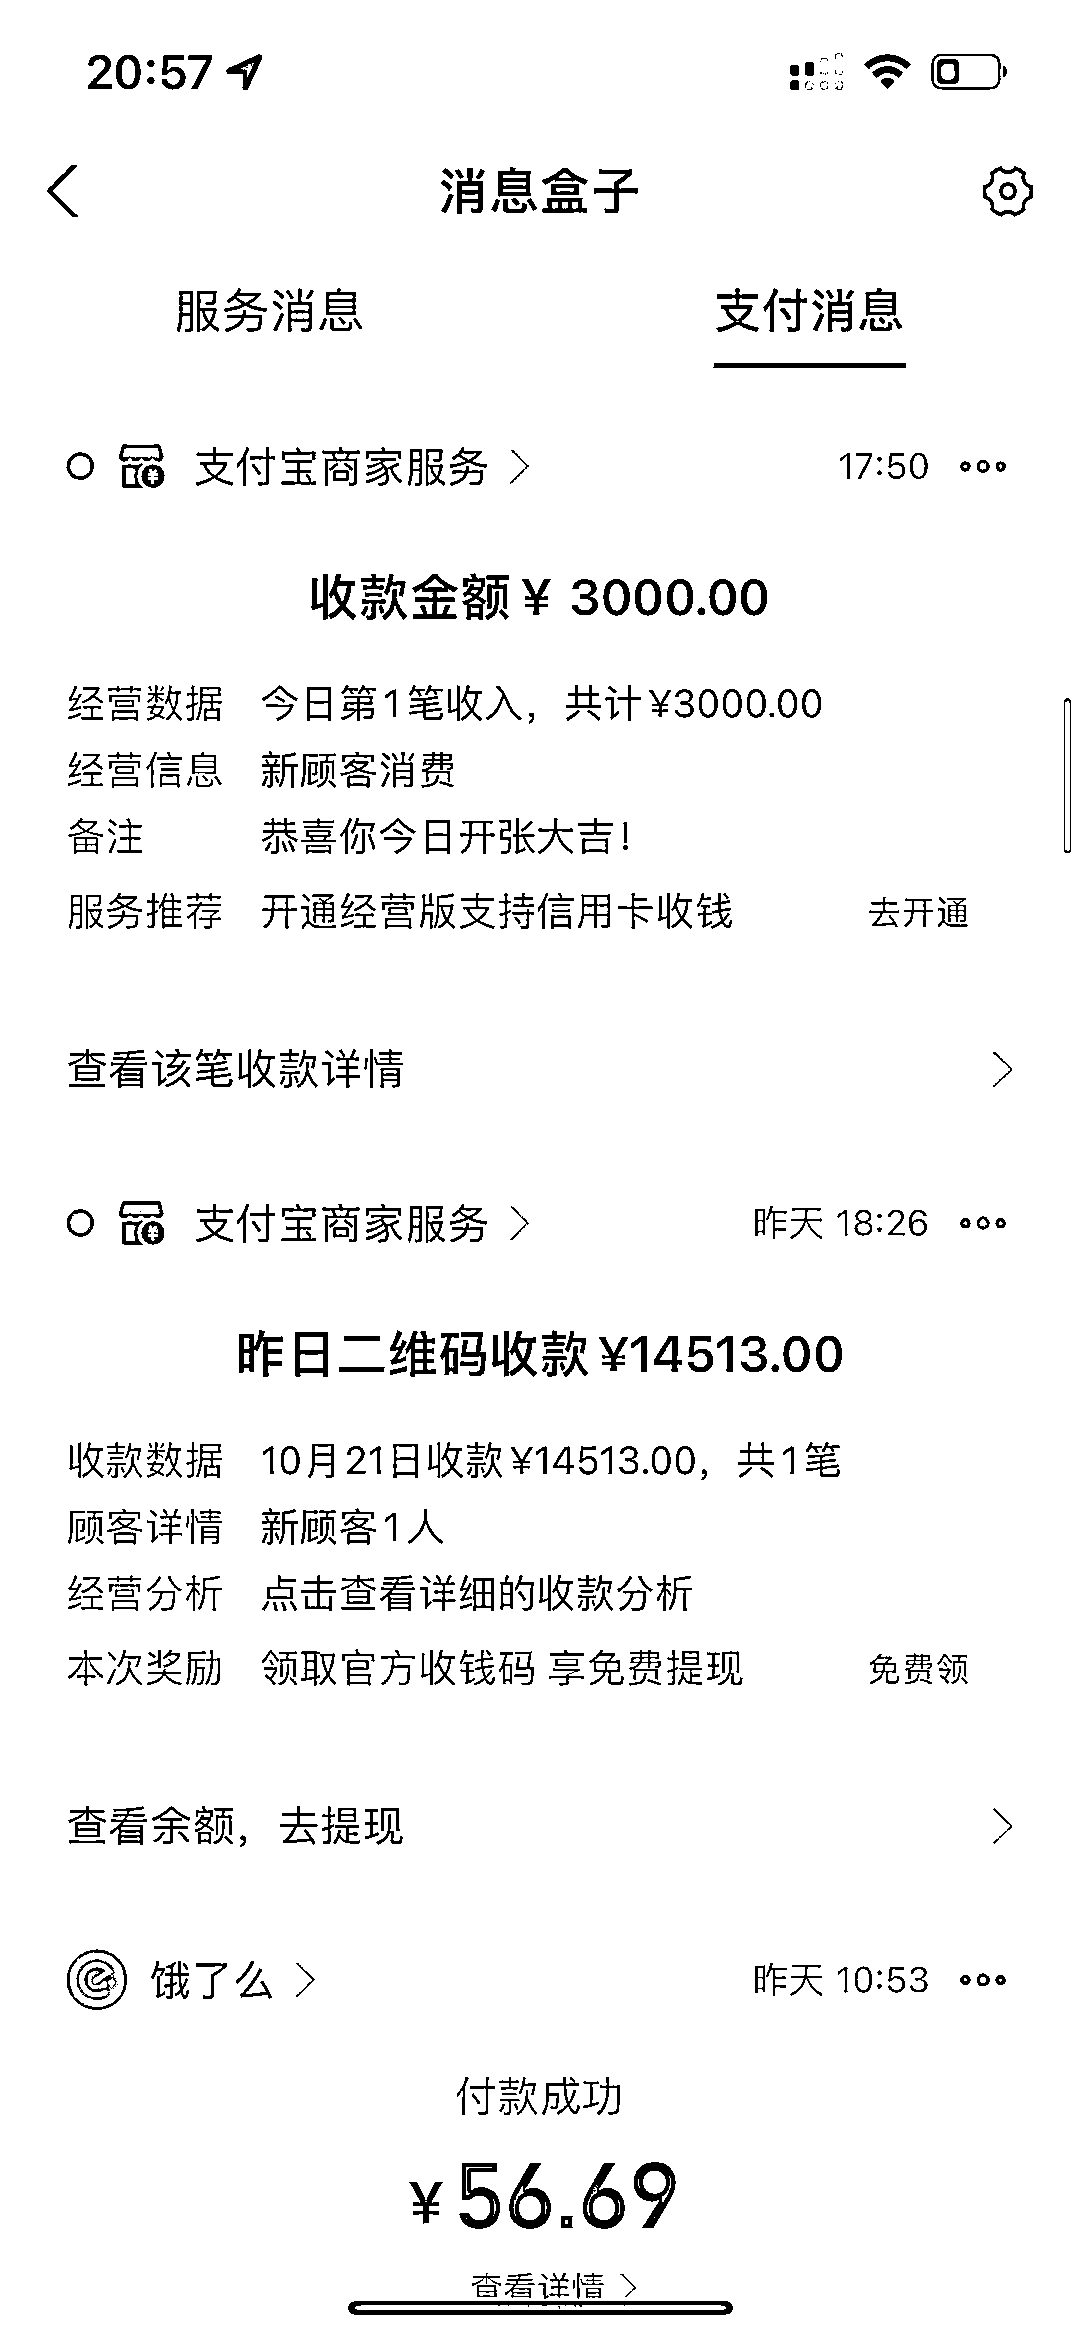 20:57
消息盒子
服务消息 支付消息
支付宝商家服务 17:50
收款金额¥ 3000.00
经营数据 今日第1笔收入，共计¥3000.00
经营信息 新顾客消费
备注 恭喜你今日开张大吉！
服务推荐 开通经营版支持信用卡收钱 去开通
查看该笔收款详情
支付宝商家服务 昨天 18:26
昨日二维码收款¥14513.00
收款数据 10月21日收款¥14513.00，共1笔
顾客详情 新顾客1人
经营分析 点击查看详细的收款分析
本次奖励 领取官方收钱码 享免费提现 免费领
查看余额，去提现
饿了么 昨天 10:53
付款成功
¥56.69
查看详情